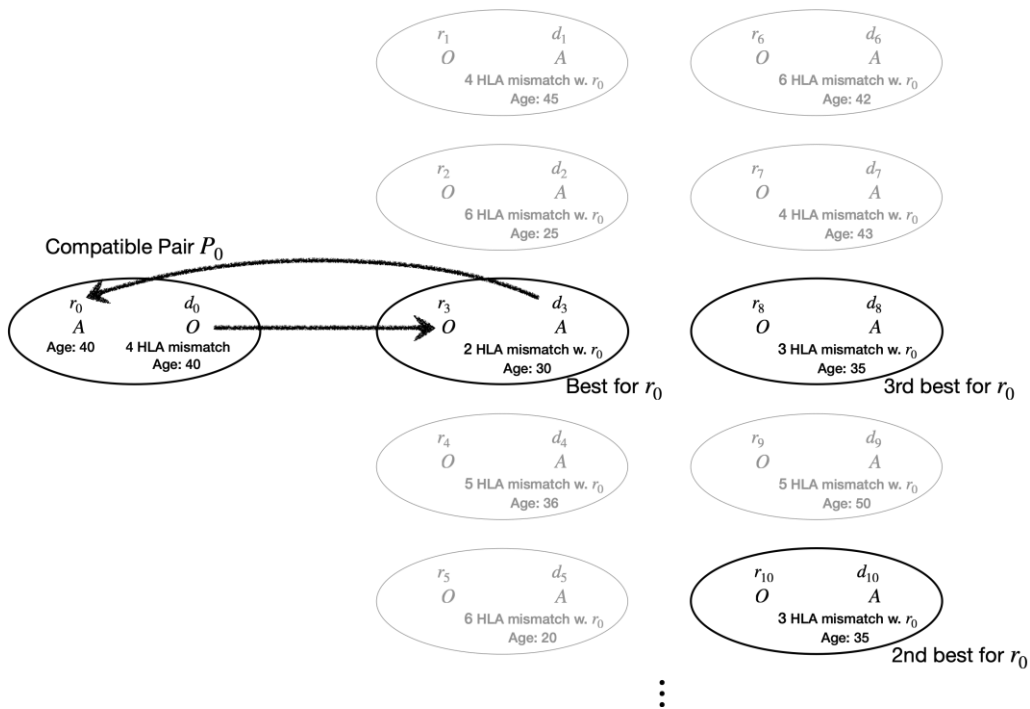 r₁ d₁
O A
4 HLA mismatch w. r₀
Age: 45
r₆ d₆
O A
6 HLA mismatch w. r₀
Age: 42
r₂ d₂
O A
6 HLA mismatch w. r₀
Age: 25
r₇ d₇
O A
4 HLA mismatch w. r₀
Age: 43
Compatible Pair P₀
r₀ d₀
A O
Age: 40 4 HLA mismatch
Age: 40
r₃ d₃
O A
2 HLA mismatch w. r₀
Age: 30
Best for r₀
r₈ d₈
O A
3 HLA mismatch w. r₀
Age: 35
3rd best for r₀
r₄ d₄
O A
5 HLA mismatch w. r₀
Age: 36
r₉ d₉
O A
5 HLA mismatch w. r₀
Age: 50
r₅ d₅
O A
6 HLA mismatch w. r₀
Age: 20
r₁₀ d₁₀
O A
3 HLA mismatch w. r₀
Age: 35
2nd best for r₀
⋮